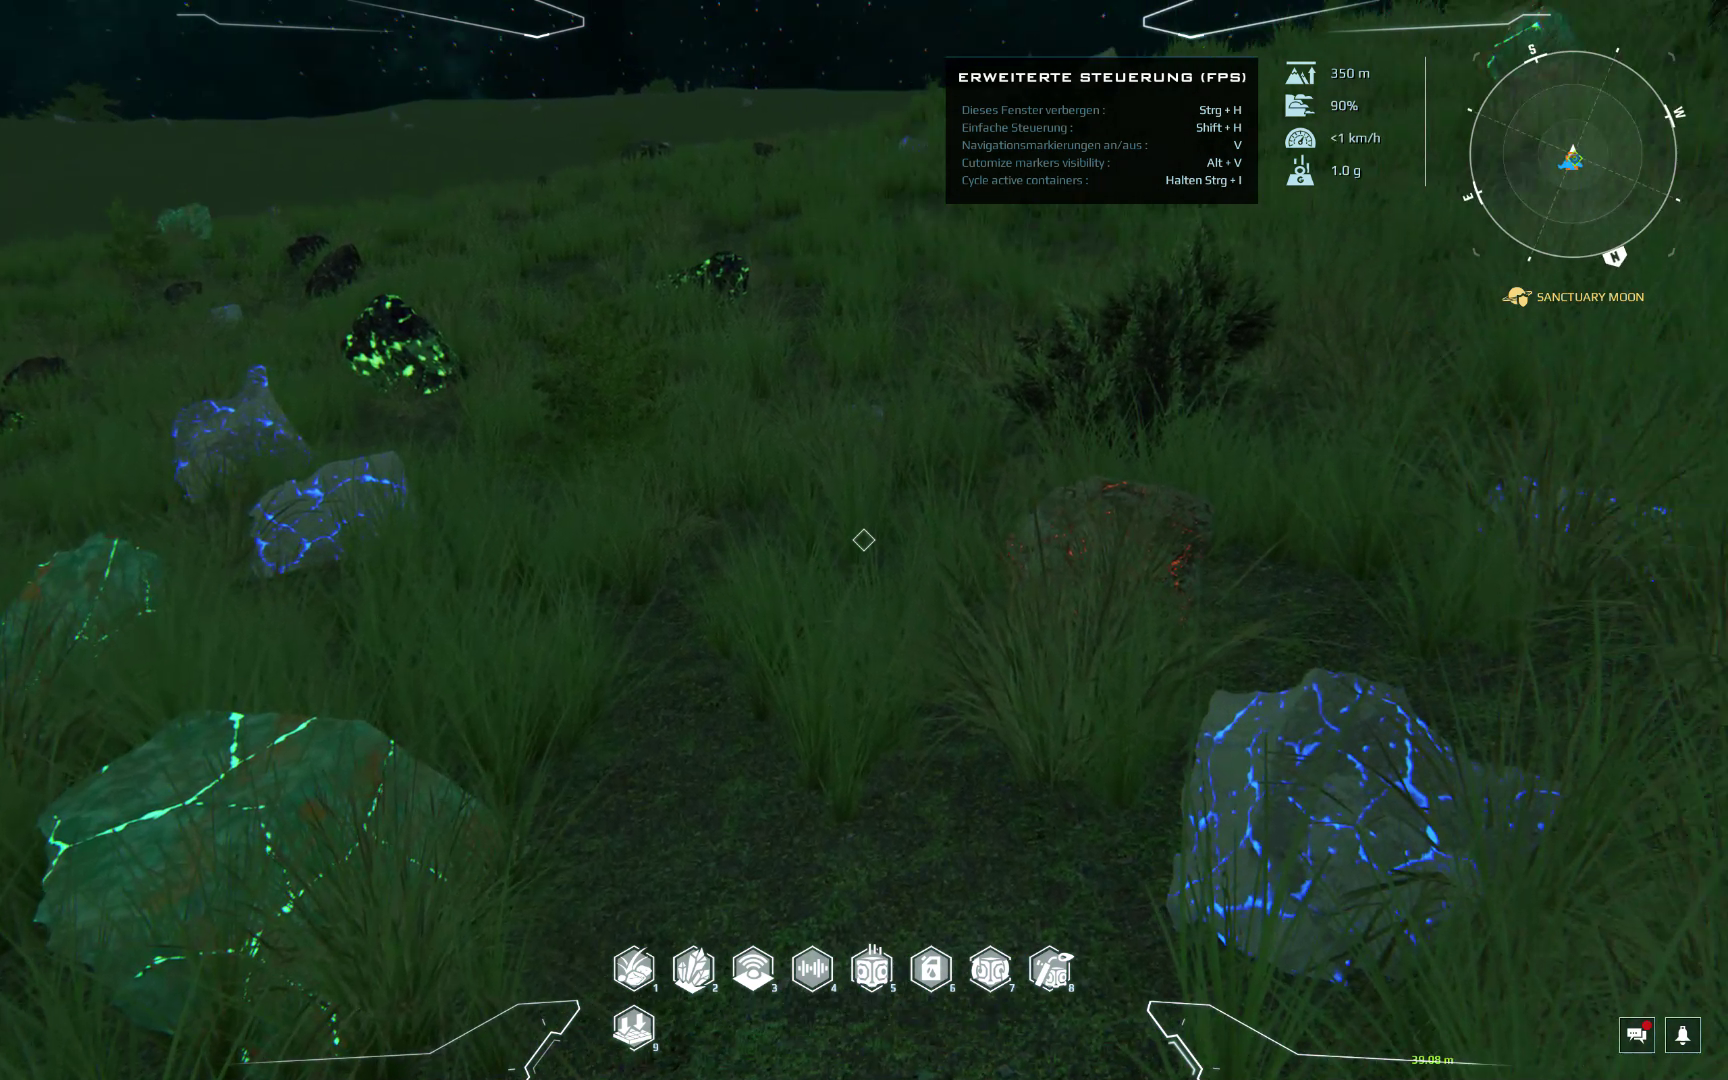 ERWEITERTE STEUERUNG (FPS)
Dieses Fenster verbergen : Strg + H
Einfache Steuerung : Shift + H
Navigationsmarkierungen an/aus : V
Cutomize markers visibility : Alt + V
Cycle active containers : Halten Strg + I
350 m
90%
<1 km/h
G
1.0 g
S
W
E
N
SANCTUARY MOON
1
2
3
4
5
6
7
8
9
39.08 m